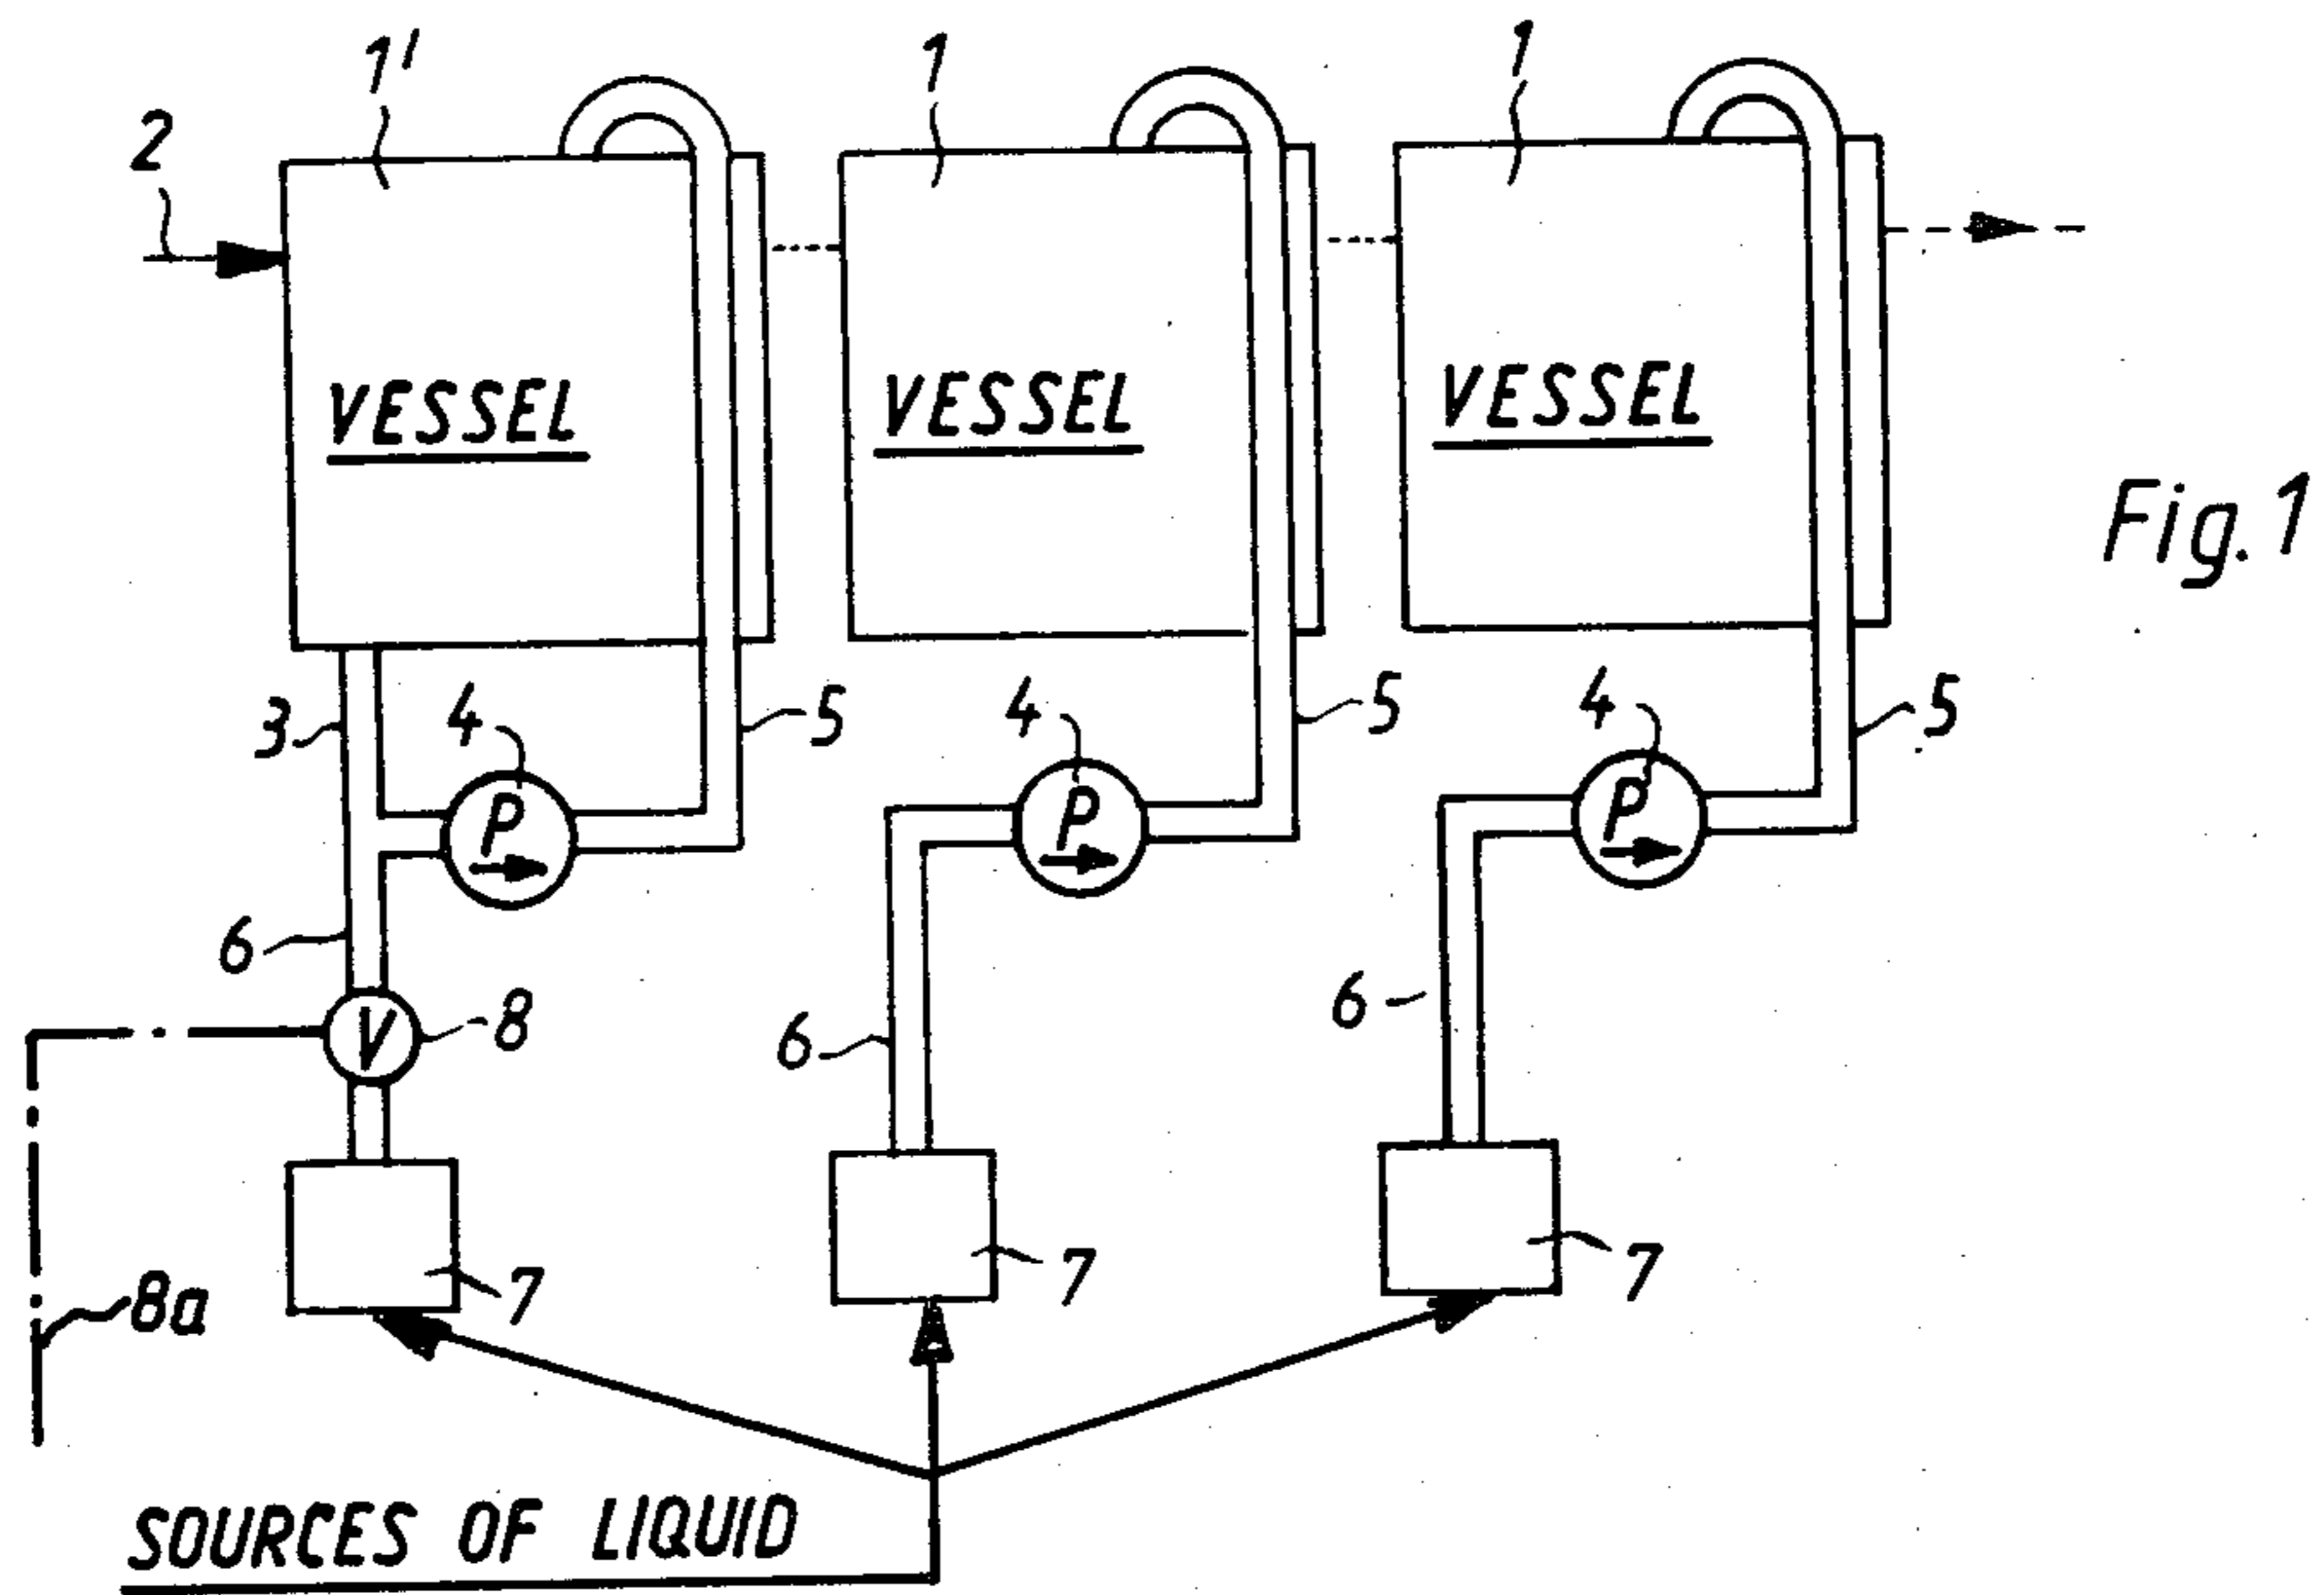 1' 1 1
2
VESSEL VESSEL VESSEL
Fig.1
3 4 5 4 5 4 5
P P P
6 6 6
V 8
7 7 7
8a
SOURCES OF LIQUID